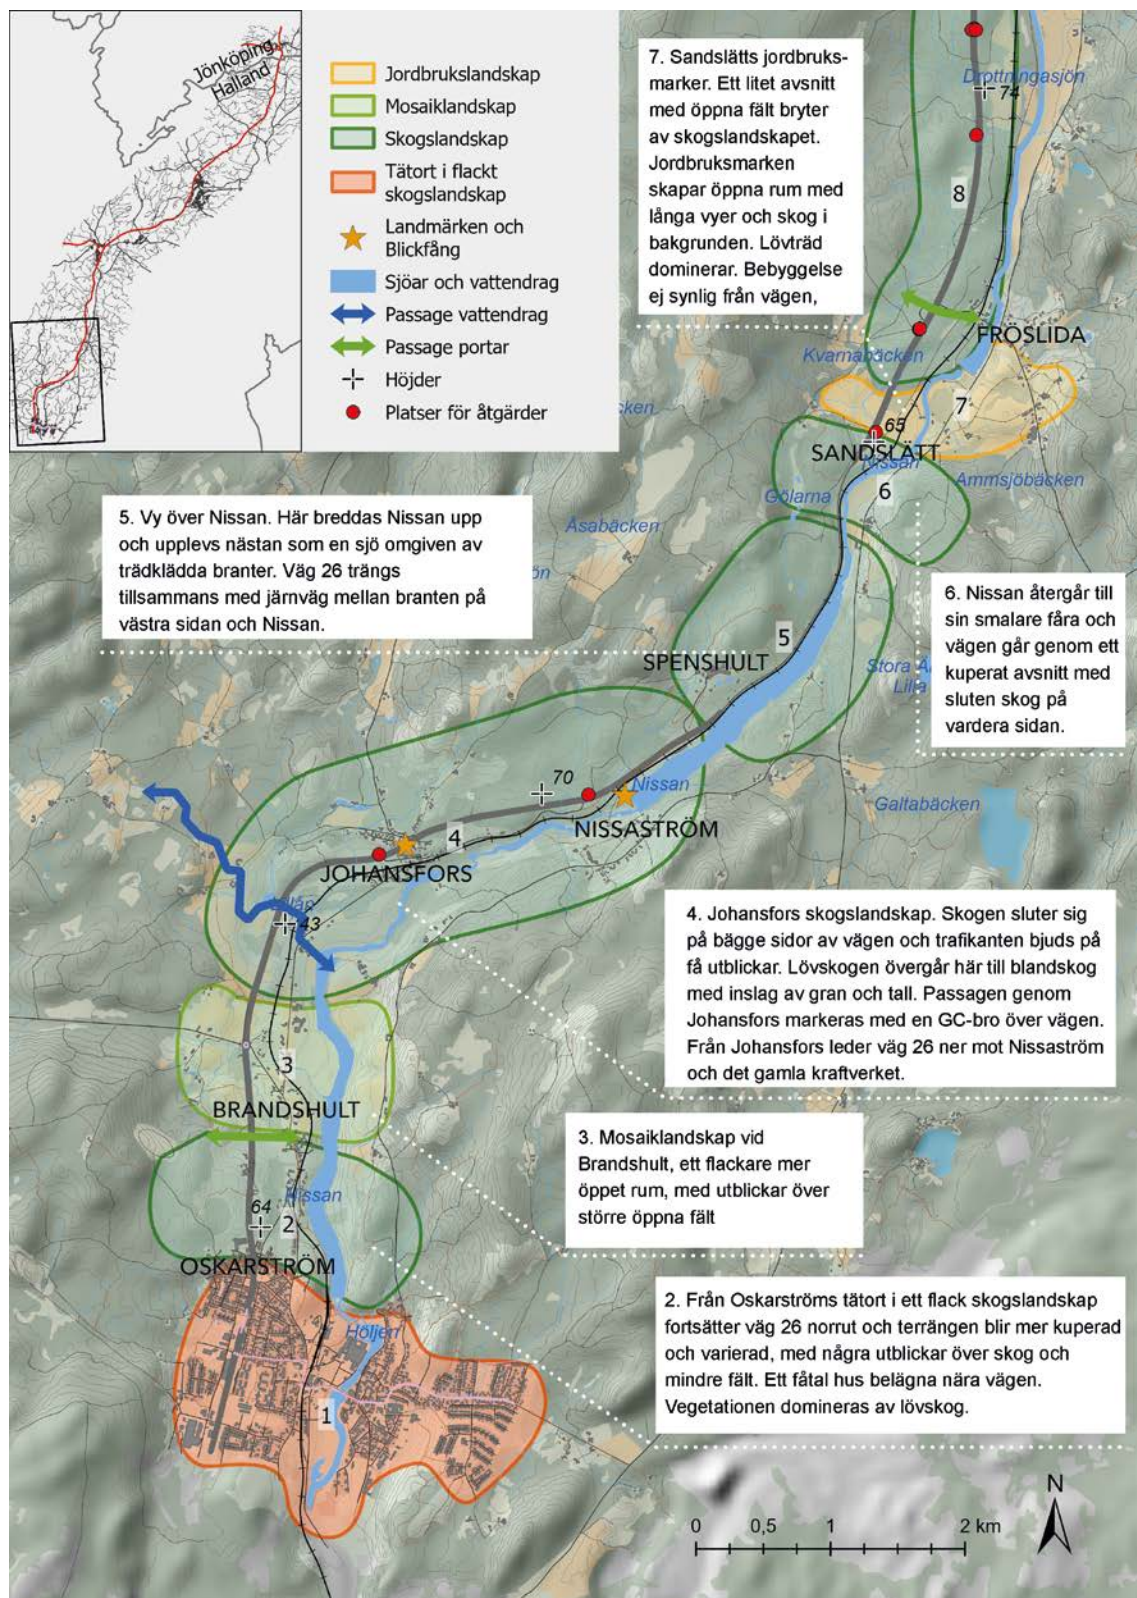 Jönköping
Halland
Jordbrukslandskap
Mosaiklandskap
Skogslandskap
Tätort i flackt
skogslandskap
Landmärken och
Blickfång
Sjöar och vattendrag
Passage vattendrag
Passage portar
Höjder
Platser för åtgärder
7. Sandslätts jordbruks-
marker. Ett litet avsnitt
med öppna fält bryter
av skogslandskapet.
Jordbruksmarken
skapar öppna rum med
långa vyer och skog i
bakgrunden. Lövträd
dominerar. Bebyggelse
ej synlig från vägen,
Drottningasjön
74
8
FRÖSLIDA
Kvarnabäcken
7
65
SANDSLÄTT
Nissan
6
Ammsjöbäcken
Gölarna
Åsabäcken
5. Vy över Nissan. Här breddas Nissan upp
och upplevs nästan som en sjö omgiven av
trädklädda branter. Väg 26 trängs
tillsammans med järnväg mellan branten på
västra sidan och Nissan.
6. Nissan återgår till
sin smalare fåra och
vägen går genom ett
kuperat avsnitt med
sluten skog på
vardera sidan.
5
SPENSHULT
Stora
Lilla
70
Nissan
NISSASTRÖM
Galtabäcken
4
JOHANSFORS
43
4. Johansfors skogslandskap. Skogen sluter sig
på bägge sidor av vägen och trafikanten bjuds på
få utblickar. Lövskogen övergår här till blandskog
med inslag av gran och tall. Passagen genom
Johansfors markeras med en GC-bro över vägen.
Från Johansfors leder väg 26 ner mot Nissaström
och det gamla kraftverket.
3
BRANDSHULT
3. Mosaiklandskap vid
Brandshult, ett flackare mer
öppet rum, med utblickar över
större öppna fält
Nissan
64
2
OSKARSTRÖM
2. Från Oskarströms tätort i ett flack skogslandskap
fortsätter väg 26 norrut och terrängen blir mer kuperad
och varierad, med några utblickar över skog och
mindre fält. Ett fåtal hus belägna nära vägen.
Vegetationen domineras av lövskog.
Höljen
1
N
0 0,5 1 2 km